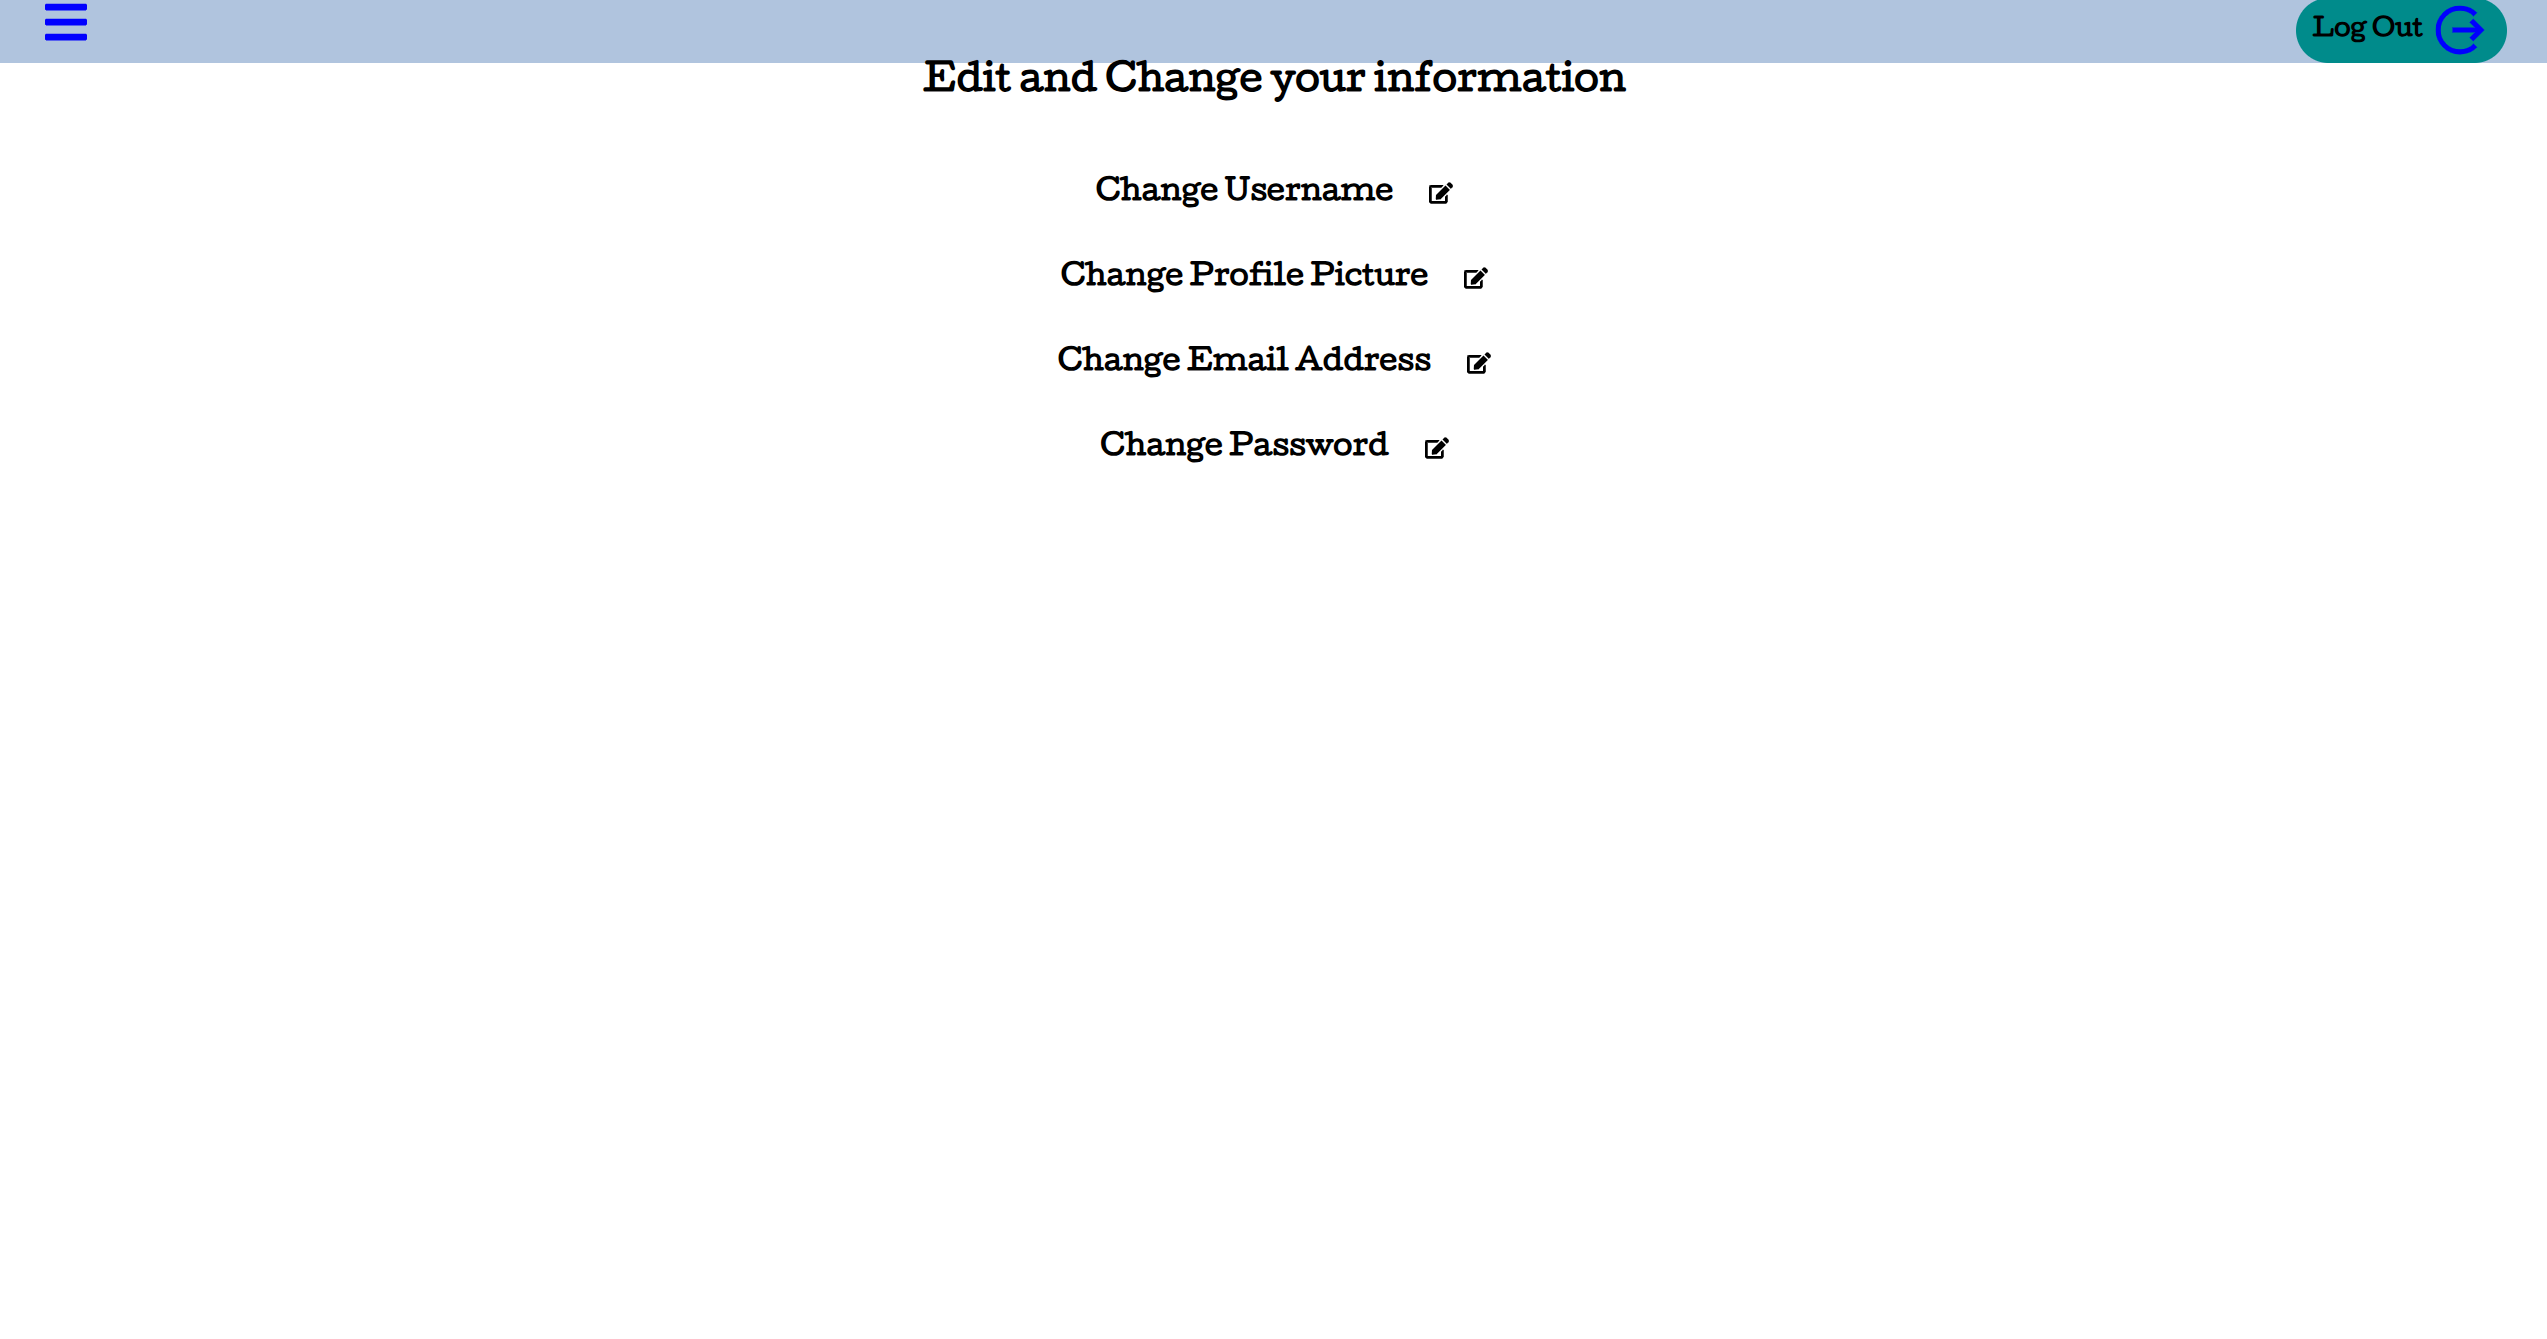 Log Out
Edit and Change your information
Change Username
Change Profile Picture
Change Email Address
Change Password